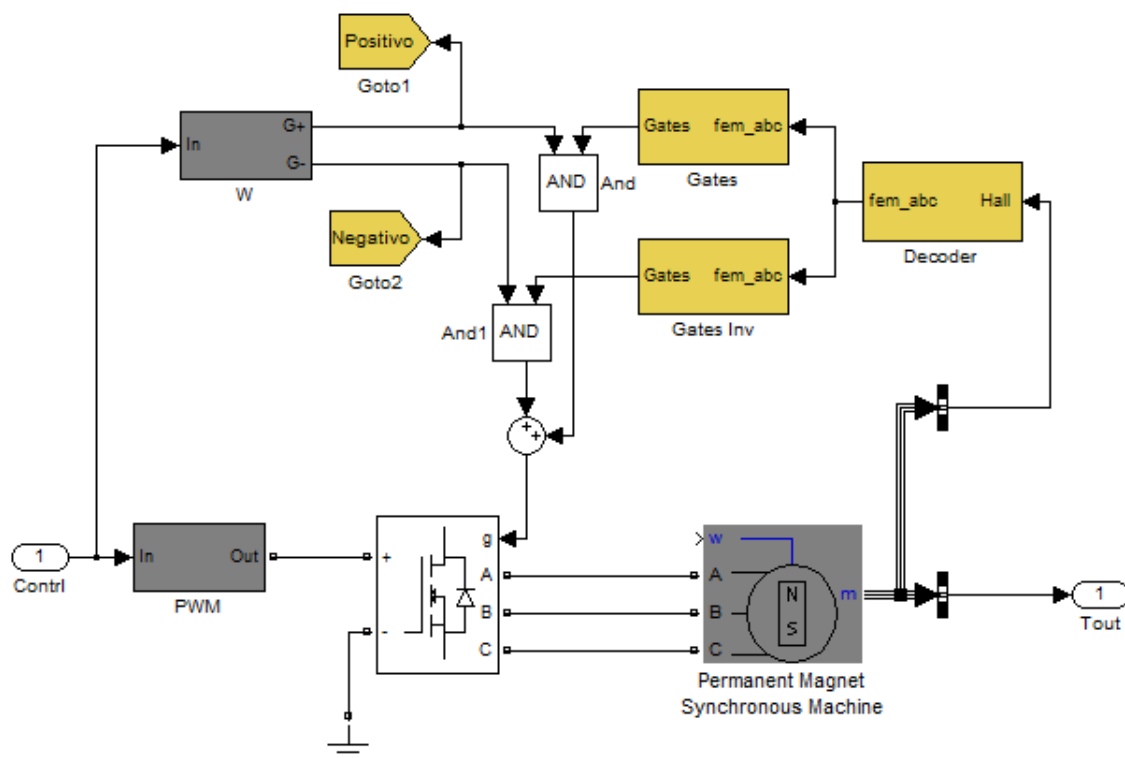 Positivo
Goto1
In
G+
G-
W
Negativo
Goto2
AND
And
And1
AND
Gates
fem_abc
Gates
Gates
fem_abc
Gates Inv
fem_abc
Hall
Decoder
+
+
1
Contrl
In
Out
PWM
+
-
g
A
B
C
w
A
B
C
N
S
m
Permanent Magnet
Synchronous Machine
1
Tout